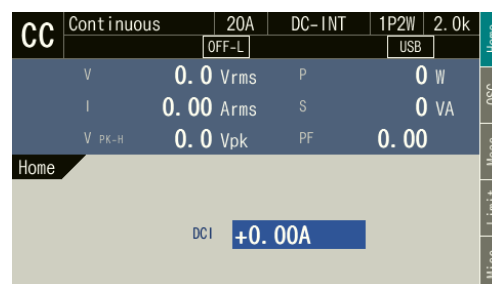 CC Continuous 20A DC-INT 1P2W 2.0k
OFF-L USB
V 0.0 Vrms P 0 W
I 0.00 Arms S 0 VA
V PK-H 0.0 Vpk PF 0.00
Home
DCI +0.00A
Home
OSC
Meas
Limit
Misc